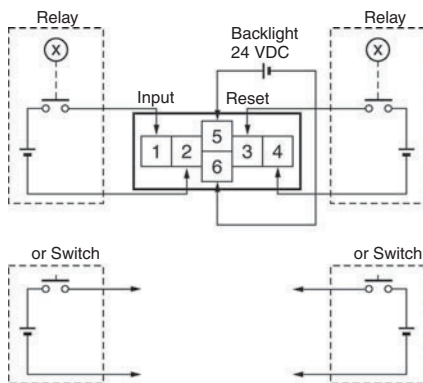 Relay
Backlight
24 VDC
Relay
X
X
Input
Reset
5
1 2 3 4
6
or Switch
or Switch